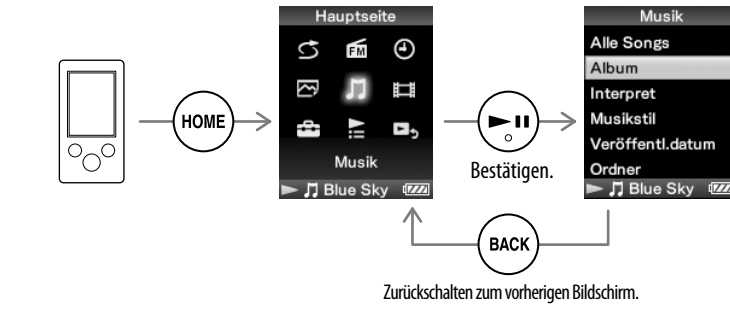 Hauptseite
FM
Musik
Blue Sky
HOME
Bestätigen.
Musik
Alle Songs
Album
Interpret
Musikstil
Veröffentl.datum
Ordner
Blue Sky
BACK
Zurückschalten zum vorherigen Bildschirm.